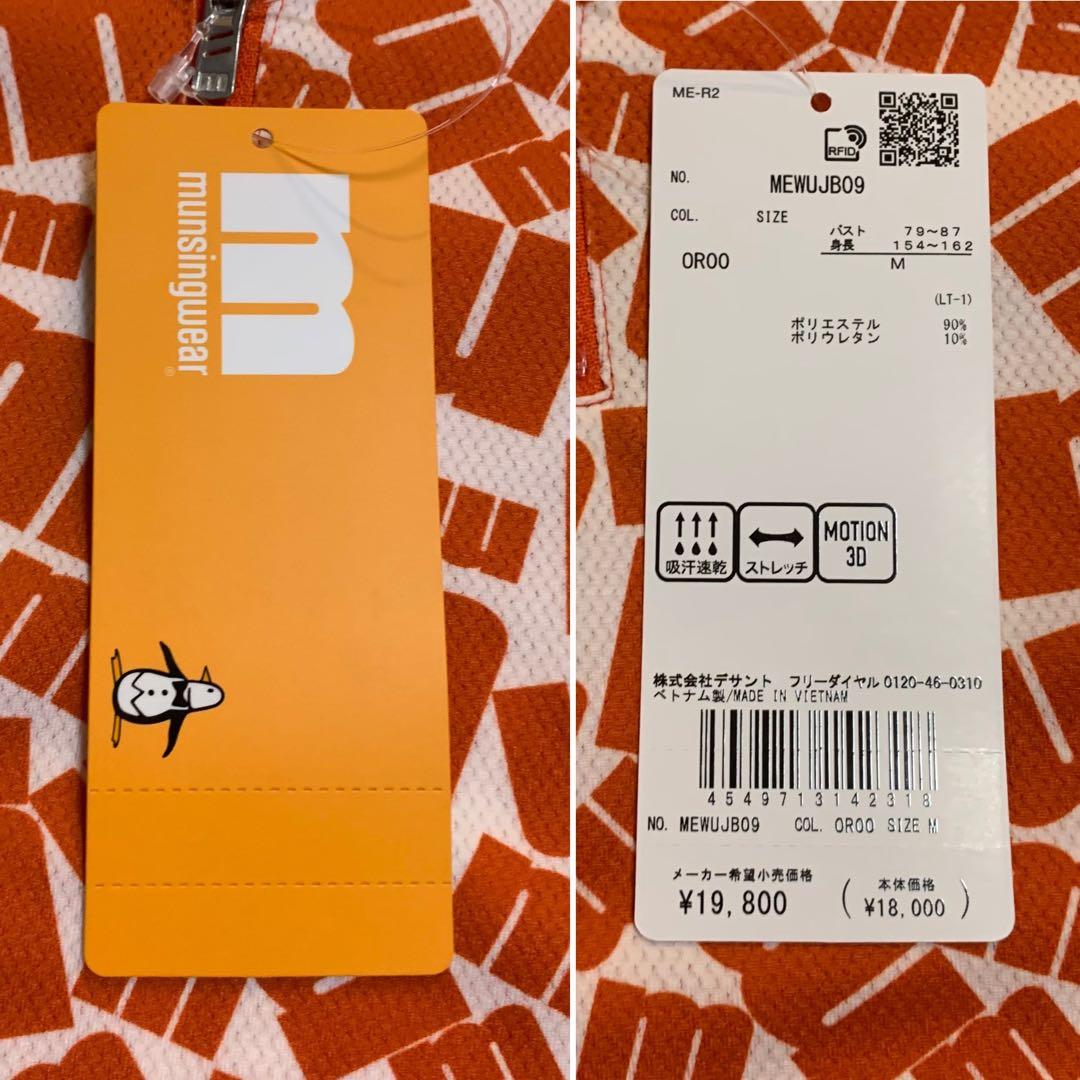 m
munsingwear®
ME-R2
RFID
NO. MEWUJB09
COL. SIZE
バスト 79~87
身長 154~162
OR00 M
(LT-1)
ポリエステル 90%
ポリウレタン 10%
吸汗速乾
ストレッチ
MOTION
3D
株式会社デサント フリーダイヤル 0120-46-0310
ベトナム製/MADE IN VIETNAM
4549713142318
NO. MEWUJB09 COL. OR00 SIZE M
メーカー希望小売価格
¥19,800
(本体価格
¥18,000)